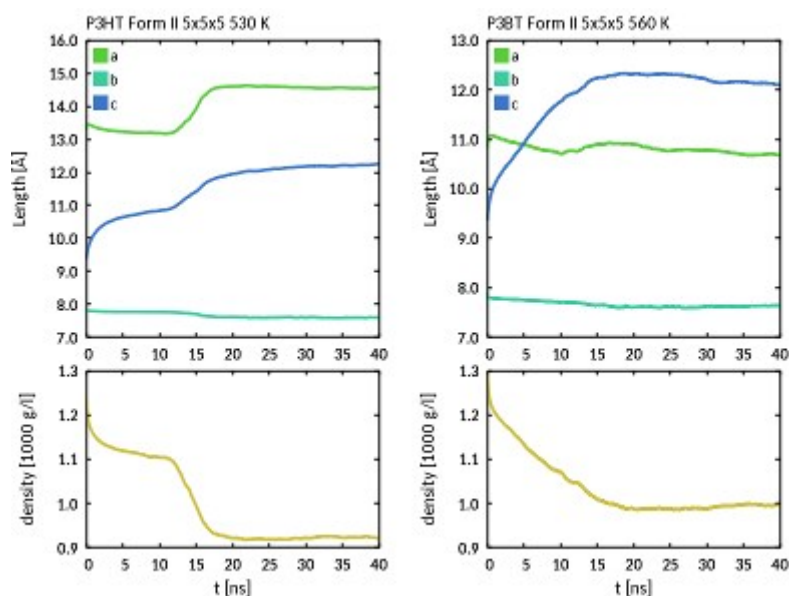 P3HT Form II 5x5x5 530 K
16.0
15.0
14.0
13.0
12.0
11.0
10.0
9.0
8.0
7.0
Length [Å]
a
b
c
0 5 10 15 20 25 30 35 40
P3BT Form II 5x5x5 560 K
13.0
12.0
11.0
10.0
9.0
8.0
7.0
Length [Å]
a
b
c
0 5 10 15 20 25 30 35 40
1.3
1.2
1.1
1.0
0.9
density [1000 g/l]
0 5 10 15 20 25 30 35 40
t [ns]
1.3
1.2
1.1
1.0
0.9
density [1000 g/l]
0 5 10 15 20 25 30 35 40
t [ns]